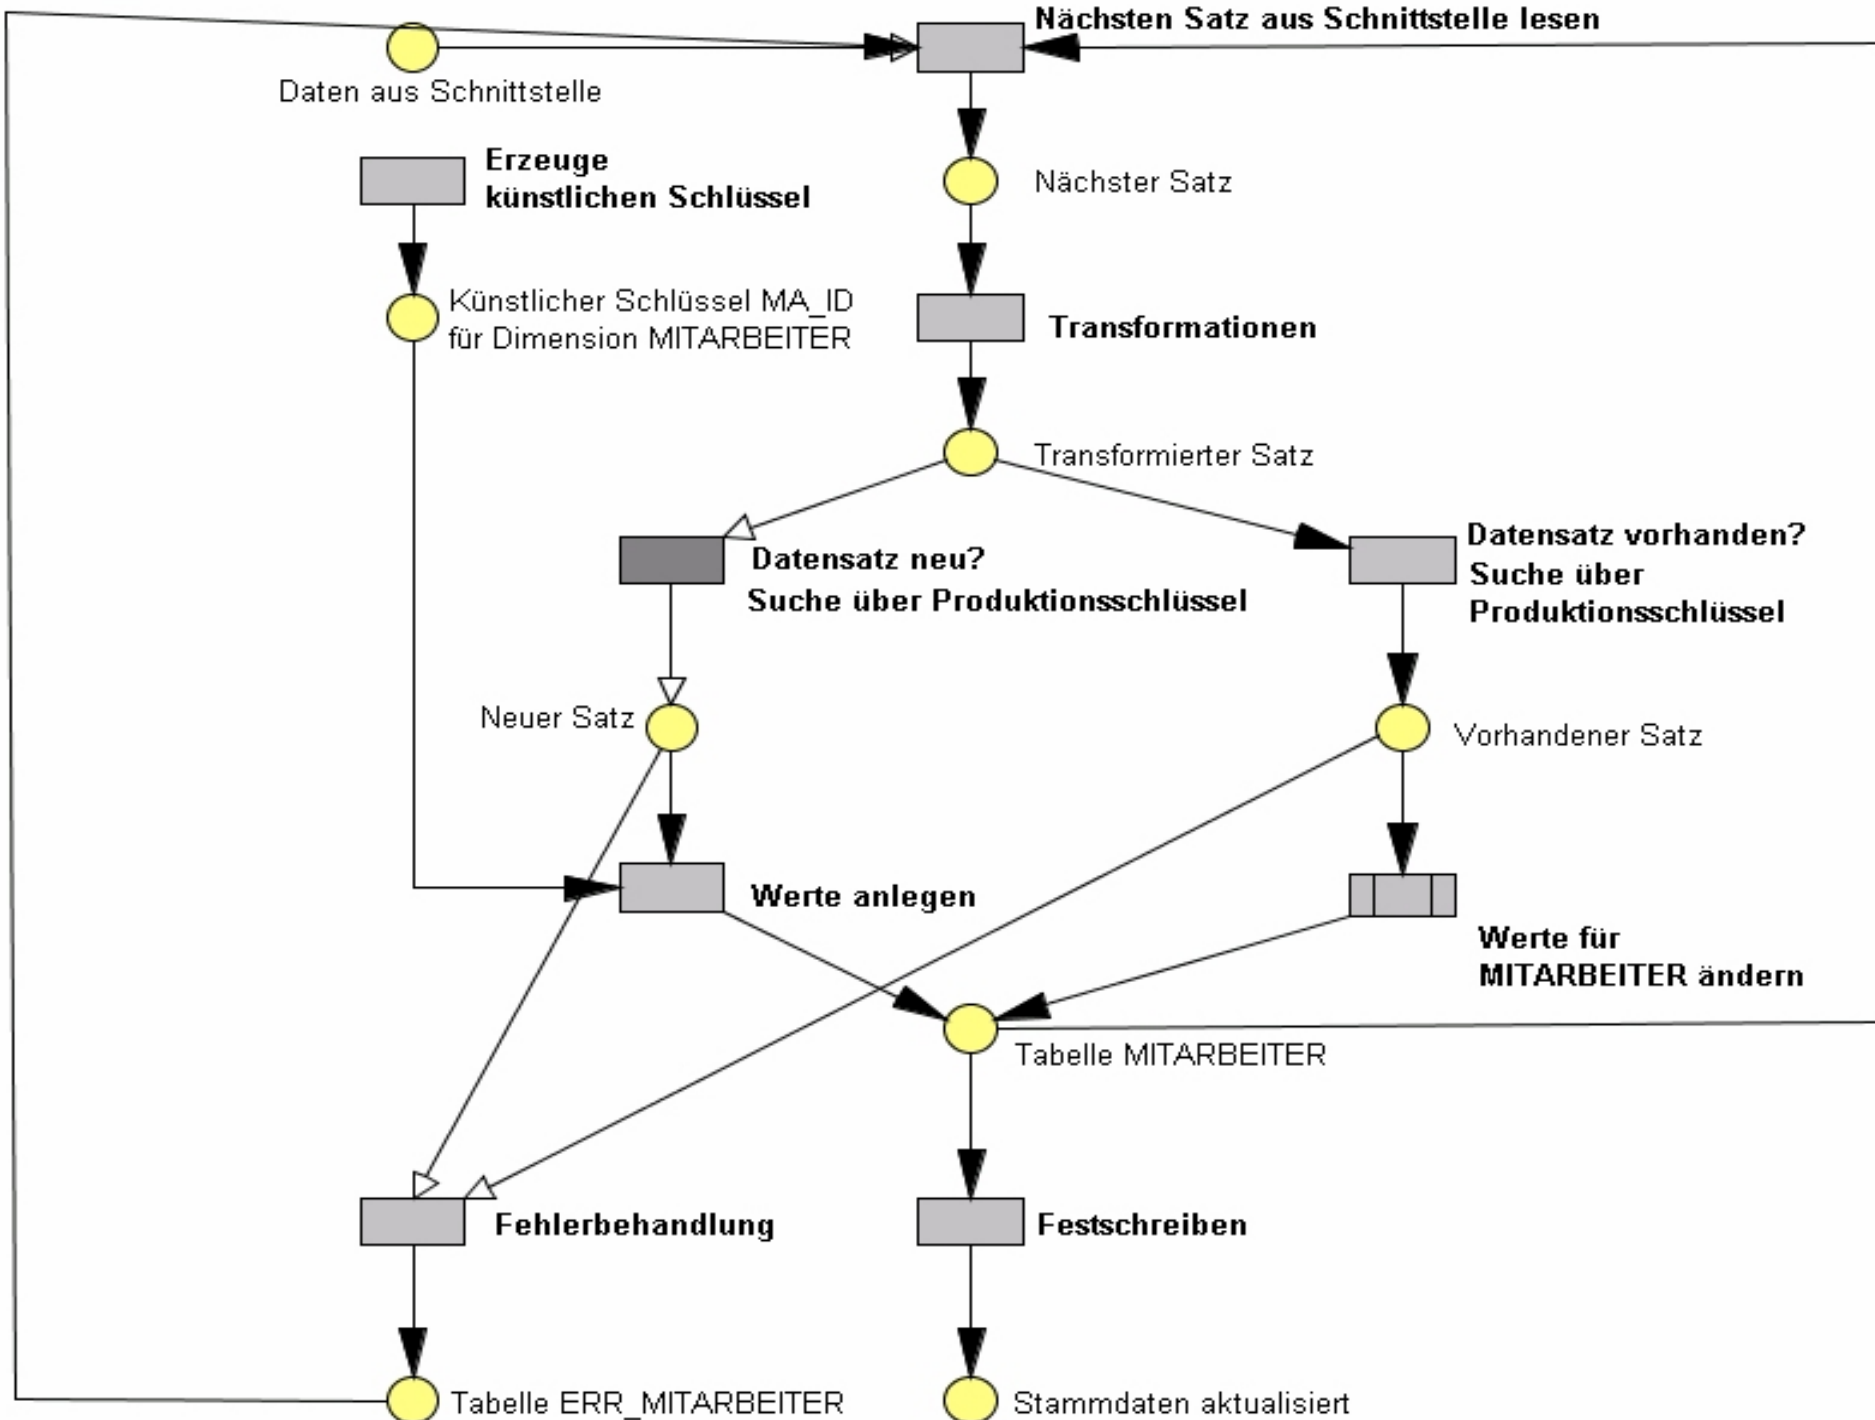 Nächsten Satz aus Schnittstelle lesen
Daten aus Schnittstelle
Erzeuge
künstlichen Schlüssel
Nächster Satz
Künstlicher Schlüssel MA_ID
für Dimension MITARBEITER
Transformationen
Transformierter Satz
Datensatz neu?
Suche über Produktionsschlüssel
Datensatz vorhanden?
Suche über
Produktionsschlüssel
Neuer Satz
Vorhandener Satz
Werte anlegen
Werte für
MITARBEITER ändern
Tabelle MITARBEITER
Fehlerbehandlung
Festschreiben
Tabelle ERR_MITARBEITER
Stammdaten aktualisiert